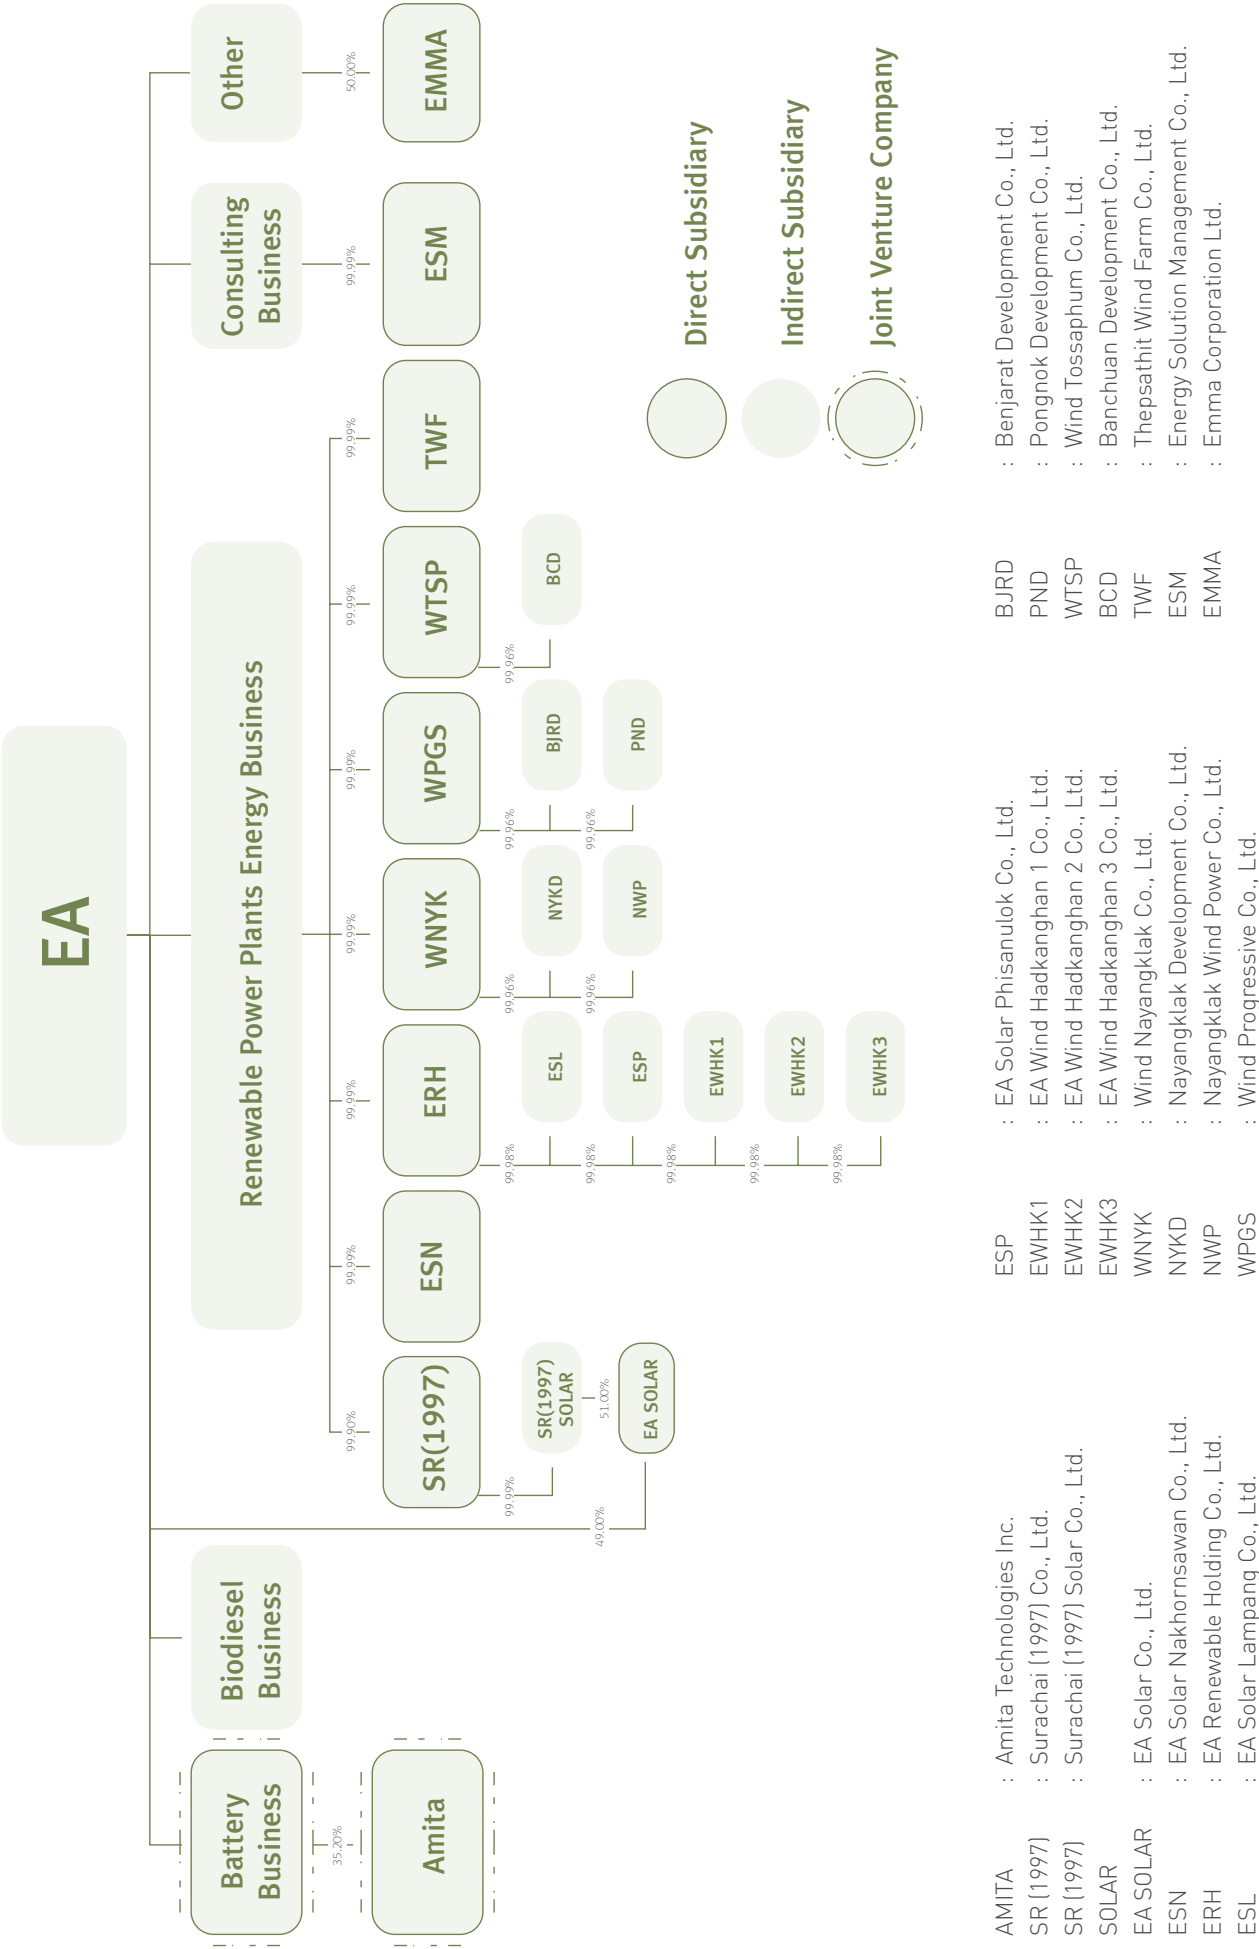 EA
Battery
Business
Biodiesel
Business
Renewable Power Plants Energy Business
Consulting
Business
Other
35.20%
99.90%
99.99%
99.99%
99.99%
99.99%
99.99%
99.99%
99.99%
50.00%
Amita
SR(1997)
ESN
ERH
WNYK
WPGS
WTSP
TWF
ESM
EMMA
99.99%
SR(1997)
SOLAR
51.00%
49.00%
EA SOLAR
99.98%
ESL
99.98%
ESP
99.98%
EWHK1
99.98%
EWHK2
99.98%
EWHK3
99.96%
NYKD
99.96%
NWP
99.96%
BJRD
99.96%
PND
99.96%
BCD
Direct Subsidiary
Indirect Subsidiary
Joint Venture Company
AMITA : Amita Technologies Inc.
SR (1997) : Surachai (1997) Co., Ltd.
SR (1997) : Surachai (1997) Solar Co., Ltd.
SOLAR
EA SOLAR : EA Solar Co., Ltd.
ESN : EA Solar Nakhornsawan Co., Ltd.
ERH : EA Renewable Holding Co., Ltd.
ESL : EA Solar Lampang Co., Ltd.
ESP : EA Solar Phisanulok Co., Ltd.
EWHK1 : EA Wind Hadkanghan 1 Co., Ltd.
EWHK2 : EA Wind Hadkanghan 2 Co., Ltd.
EWHK3 : EA Wind Hadkanghan 3 Co., Ltd.
WNYK : Wind Nayangklak Co., Ltd.
NYKD : Nayangklak Development Co., Ltd.
NWP : Nayangklak Wind Power Co., Ltd.
WPGS : Wind Progressive Co., Ltd.
BJRD : Benjarat Development Co., Ltd.
PND : Pongnok Development Co., Ltd.
WTSP : Wind Tossaphum Co., Ltd.
BCD : Banchuan Development Co., Ltd.
TWF : Thepsathit Wind Farm Co., Ltd.
ESM : Energy Solution Management Co., Ltd.
EMMA : Emma Corporation Ltd.